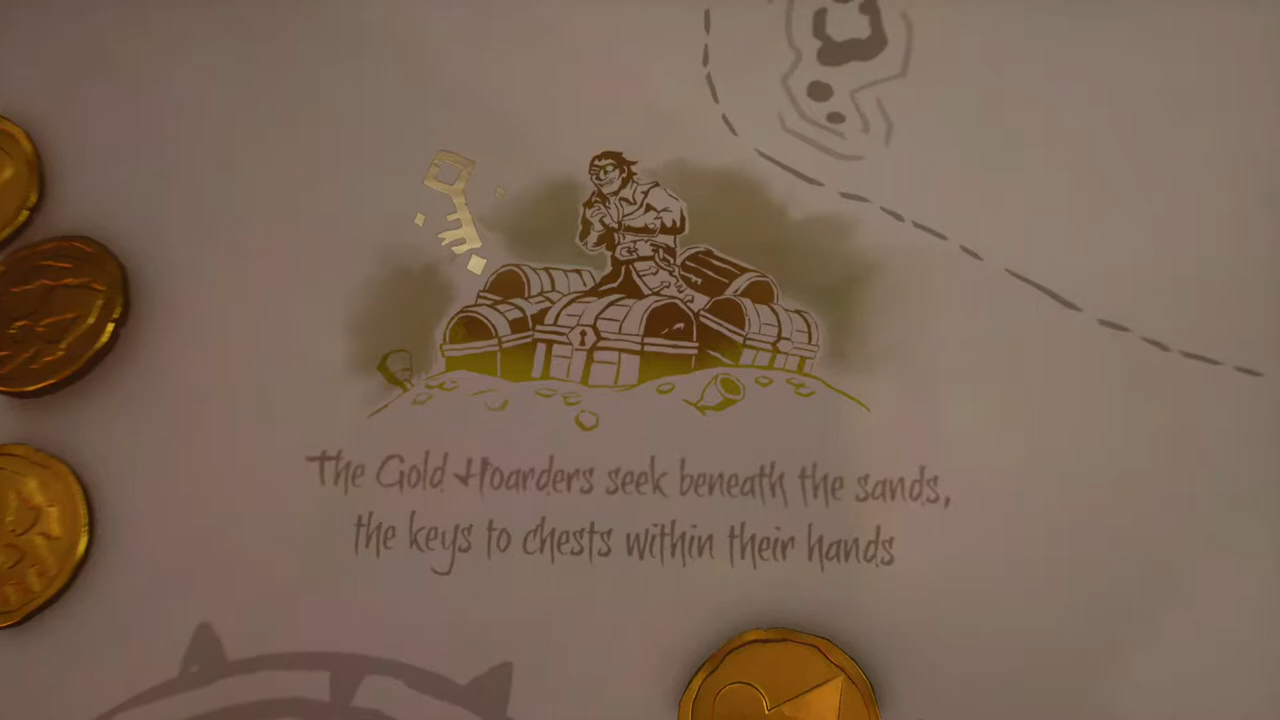 The Gold Hoarders seek beneath the sands,
the keys to chests within their hands